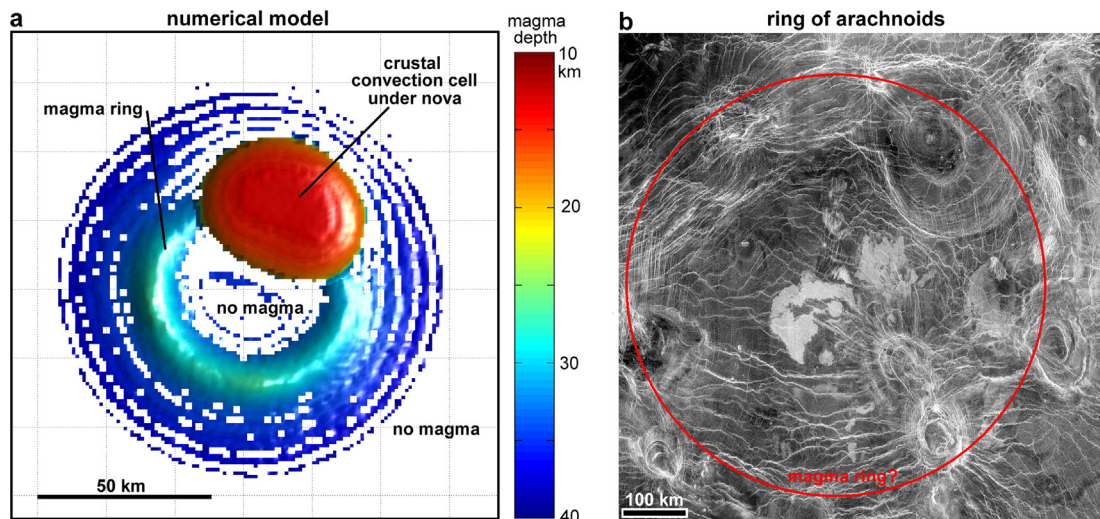 a
numerical model
magma
depth
10
km
20
30
40
crustal
convection cell
under nova
magma ring
no magma
no magma
50 km
b
ring of arachnoids
magma ring?
100 km